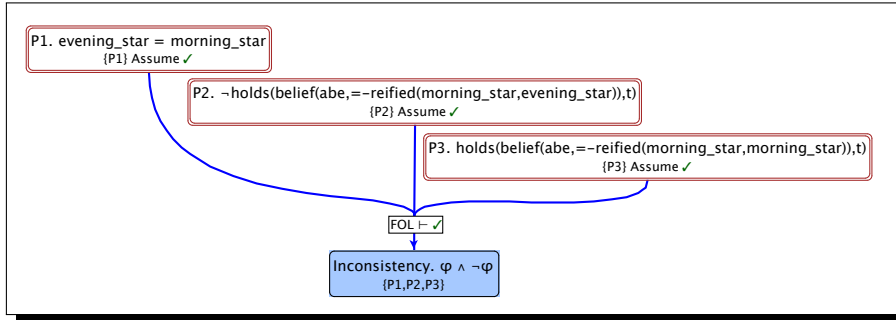 P1. evening_star = morning_star
{P1} Assume ✓
P2. ¬holds(belief(abe,=-reified(morning_star,evening_star)),t)
{P2} Assume ✓
P3. holds(belief(abe,=-reified(morning_star,morning_star)),t)
{P3} Assume ✓
FOL ⊢ ✓
Inconsistency. φ ∧ ¬φ
{P1,P2,P3}